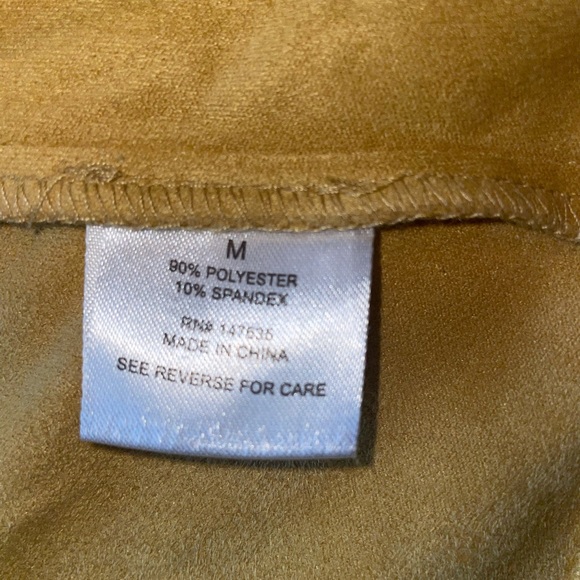 M
90% POLYESTER
10% SPANDEX
RN# 147635
MADE IN CHINA
SEE REVERSE FOR CARE